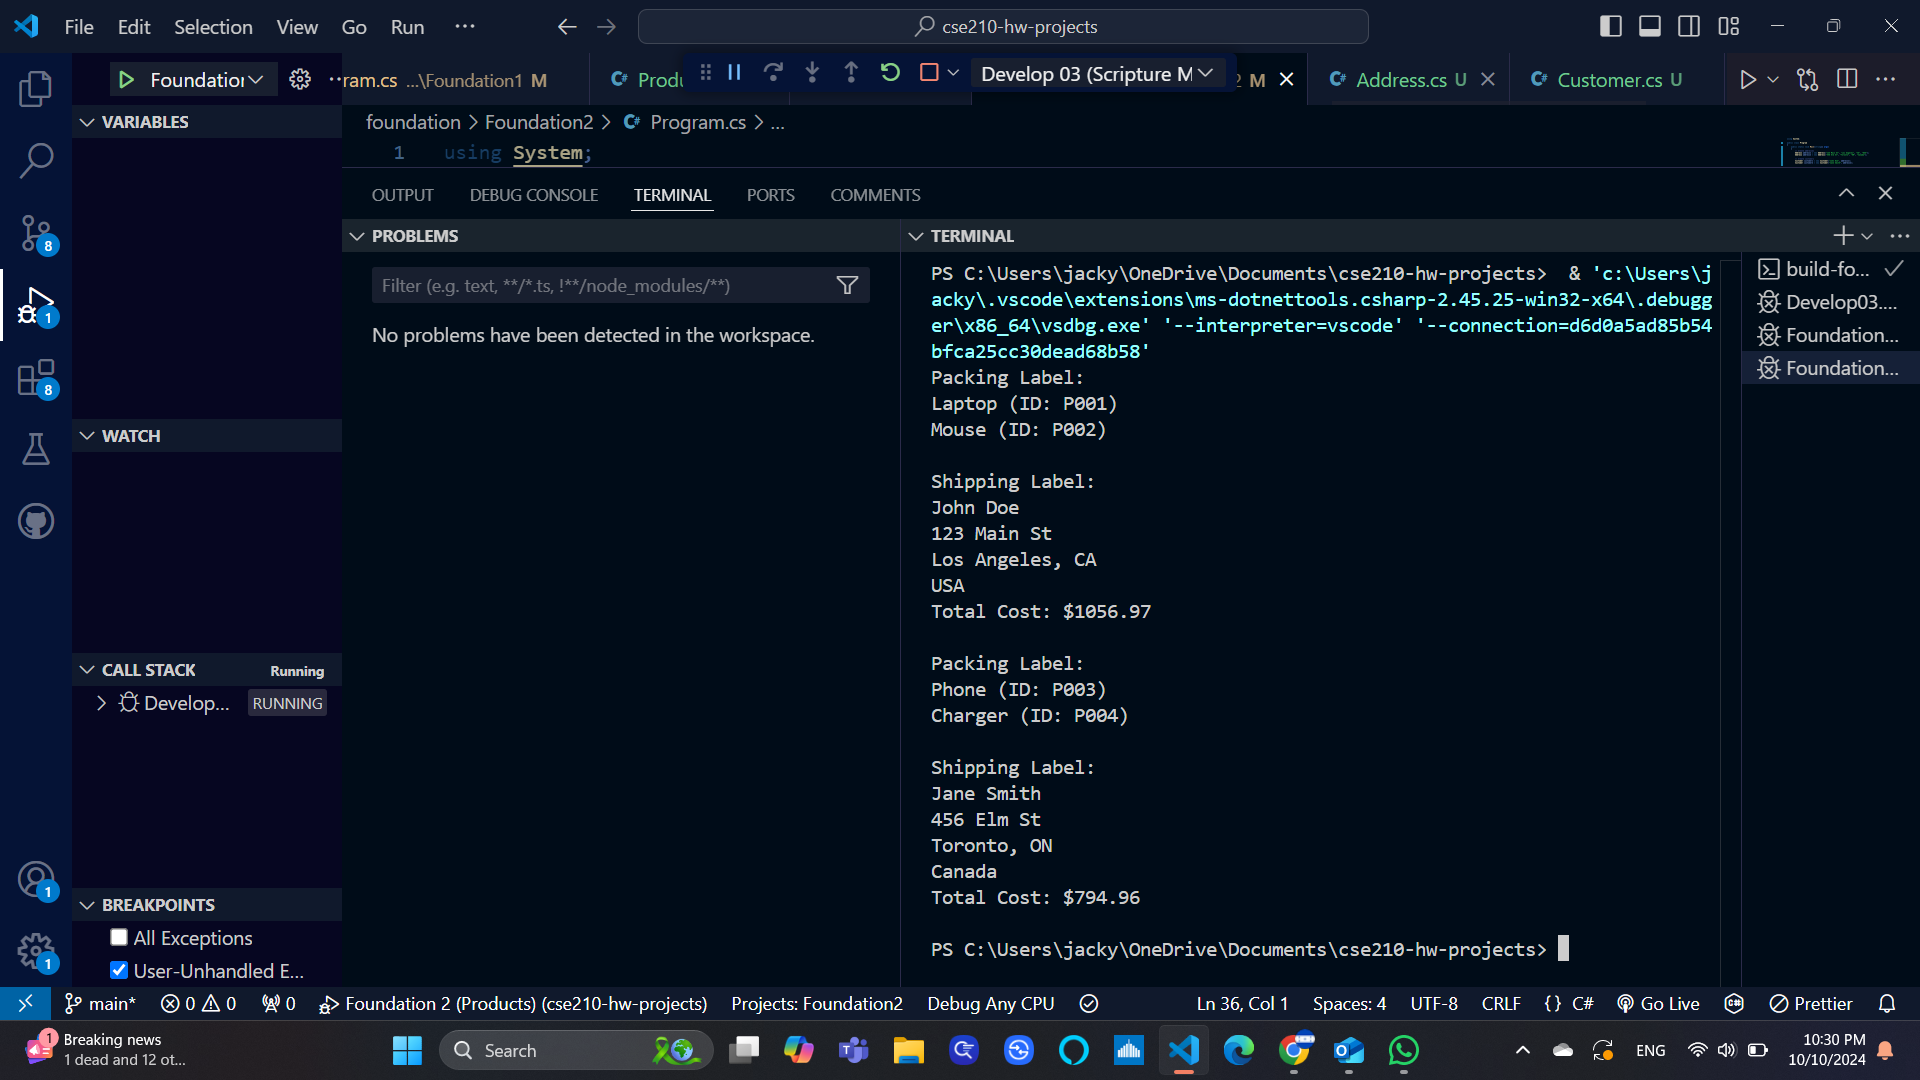 File Edit Selection View Go Run ···
cse210-hw-projects
Foundation
ram.cs ...\Foundation1 M
Produ
Develop 03 (Scripture M
2 M
Address.cs U
Customer.cs U
VARIABLES
foundation > Foundation2 > Program.cs > ...
1 using System;
OUTPUT DEBUG CONSOLE TERMINAL PORTS COMMENTS
PROBLEMS
Filter (e.g. text, **/*.ts, !**/node_modules/**)
No problems have been detected in the workspace.
TERMINAL
PS C:\Users\jacky\OneDrive\Documents\cse210-hw-projects>  & 'c:\Users\j
acky\.vscode\extensions\ms-dotnettools.csharp-2.45.25-win32-x64\.debugg
er\x86_64\vsdbg.exe' '--interpreter=vscode' '--connection=d6d0a5ad85b54
bfca25cc30dead68b58'
Packing Label:
Laptop (ID: P001)
Mouse (ID: P002)
Shipping Label:
John Doe
123 Main St
Los Angeles, CA
USA
Total Cost: $1056.97
Packing Label:
Phone (ID: P003)
Charger (ID: P004)
Shipping Label:
Jane Smith
456 Elm St
Toronto, ON
Canada
Total Cost: $794.96
PS C:\Users\jacky\OneDrive\Documents\cse210-hw-projects>
build-fo...
Develop03....
Foundation...
Foundation...
WATCH
CALL STACK Running
Develop... RUNNING
BREAKPOINTS
All Exceptions
User-Unhandled E...
8
1
8
1
1
main* 0 0 0 Foundation 2 (Products) (cse210-hw-projects) Projects: Foundation2 Debug Any CPU Ln 36, Col 1 Spaces: 4 UTF-8 CRLF {} C# Go Live Prettier
1
Breaking news
1 dead and 12 ot...
Search
ENG
10:30 PM
10/10/2024